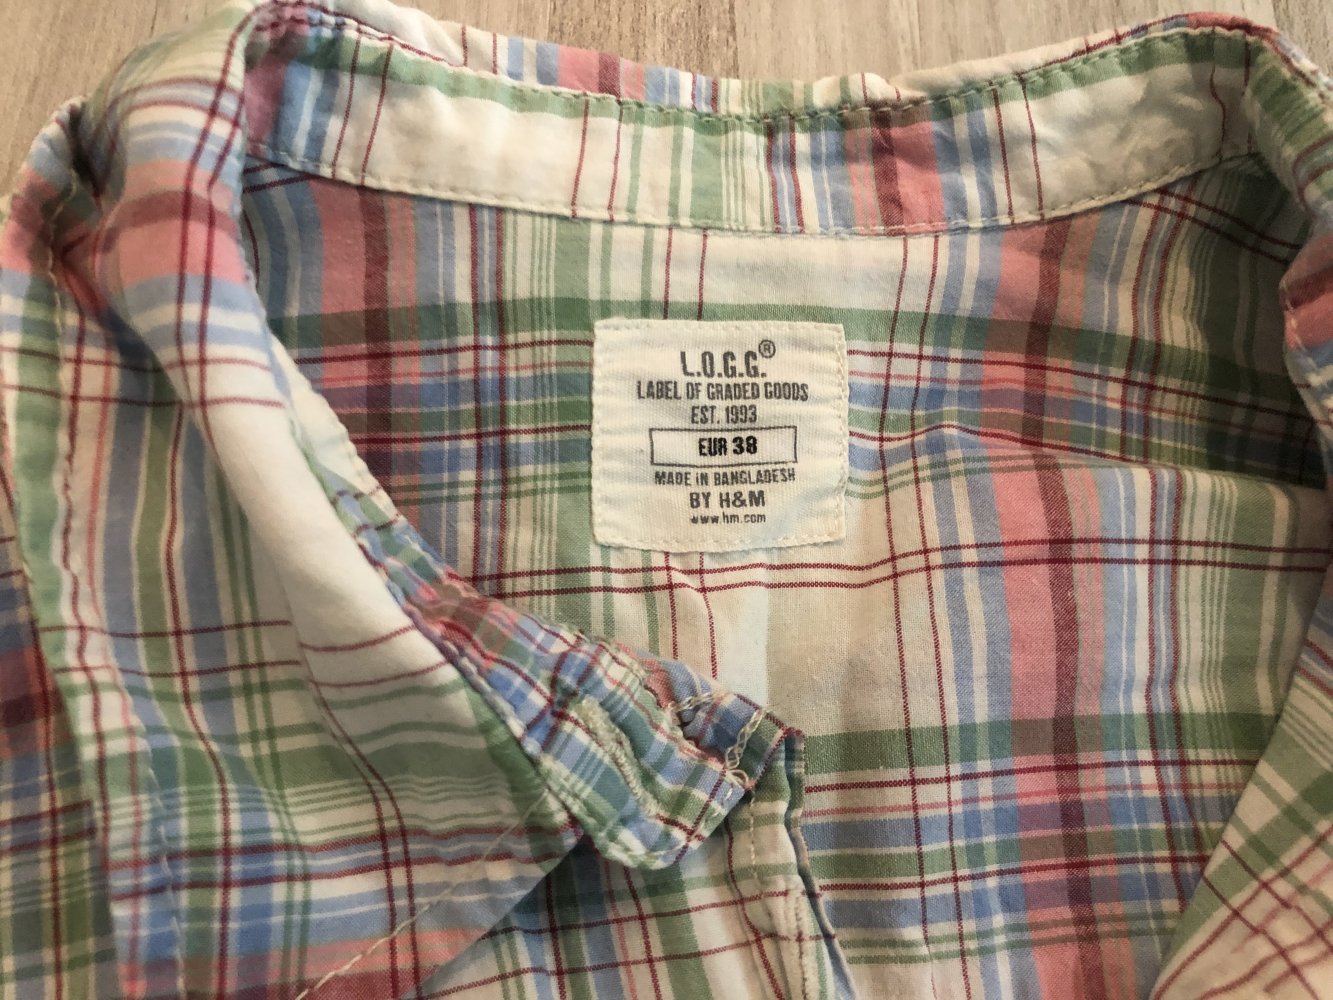 L.O.G.G.®
LABEL OF GRADED GOODS
EST. 1993
EUR 38
MADE IN BANGLADESH
BY H&M
www.hm.com